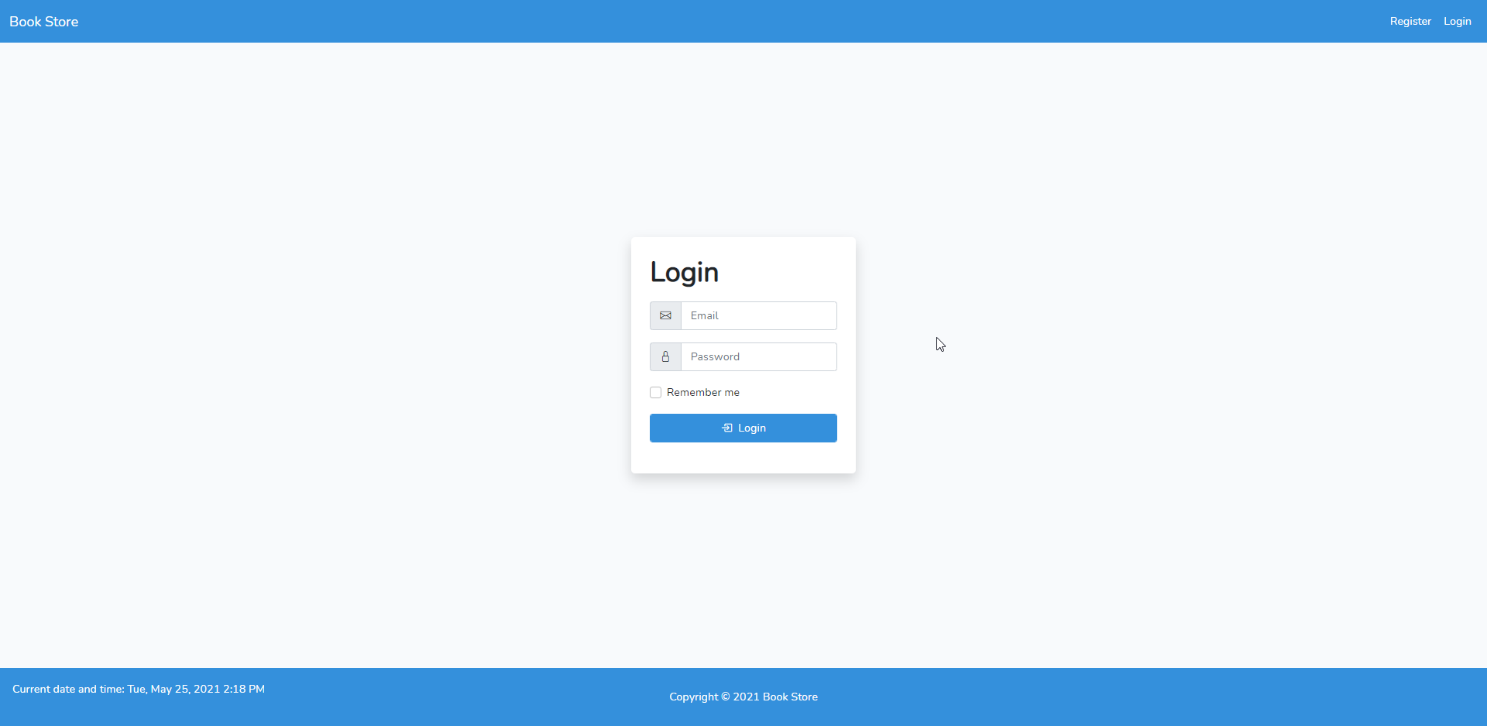 Book Store
Register Login
Login
Email
Password
Remember me
Login
Current date and time: Tue, May 25, 2021 2:18 PM
Copyright © 2021 Book Store